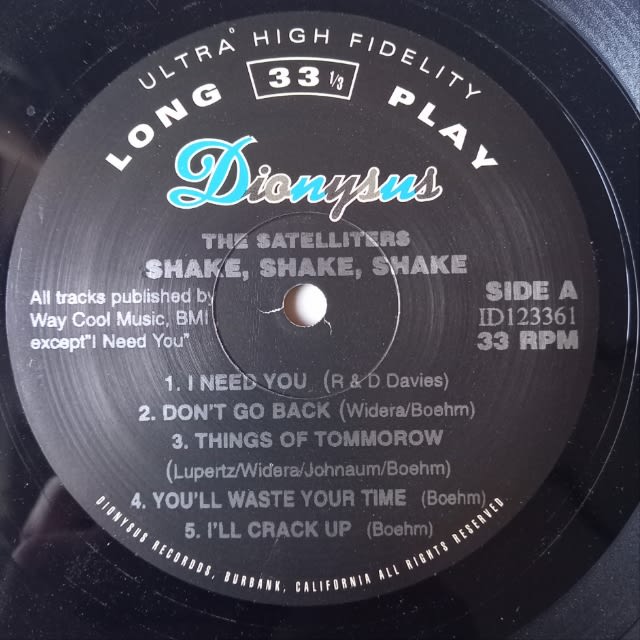 ULTRA° HIGH FIDELITY
LONG 33 1/3 PLAY
Dionysus
THE SATELLITERS
SHAKE, SHAKE, SHAKE
All tracks published by
Way Cool Music, BMI
except"I Need You"
SIDE A
ID123361
33 RPM
1. I NEED YOU (R & D Davies)
2. DON'T GO BACK (Widera/Boehm)
3. THINGS OF TOMMOROW
(Lupertz/Widera/Johnaum/Boehm)
4. YOU'LL WASTE YOUR TIME (Boehm)
5. I'LL CRACK UP (Boehm)
DIONYSUS RECORDDS, BURBANK, CALIFORNIA ALL RIGHTS RESERVED